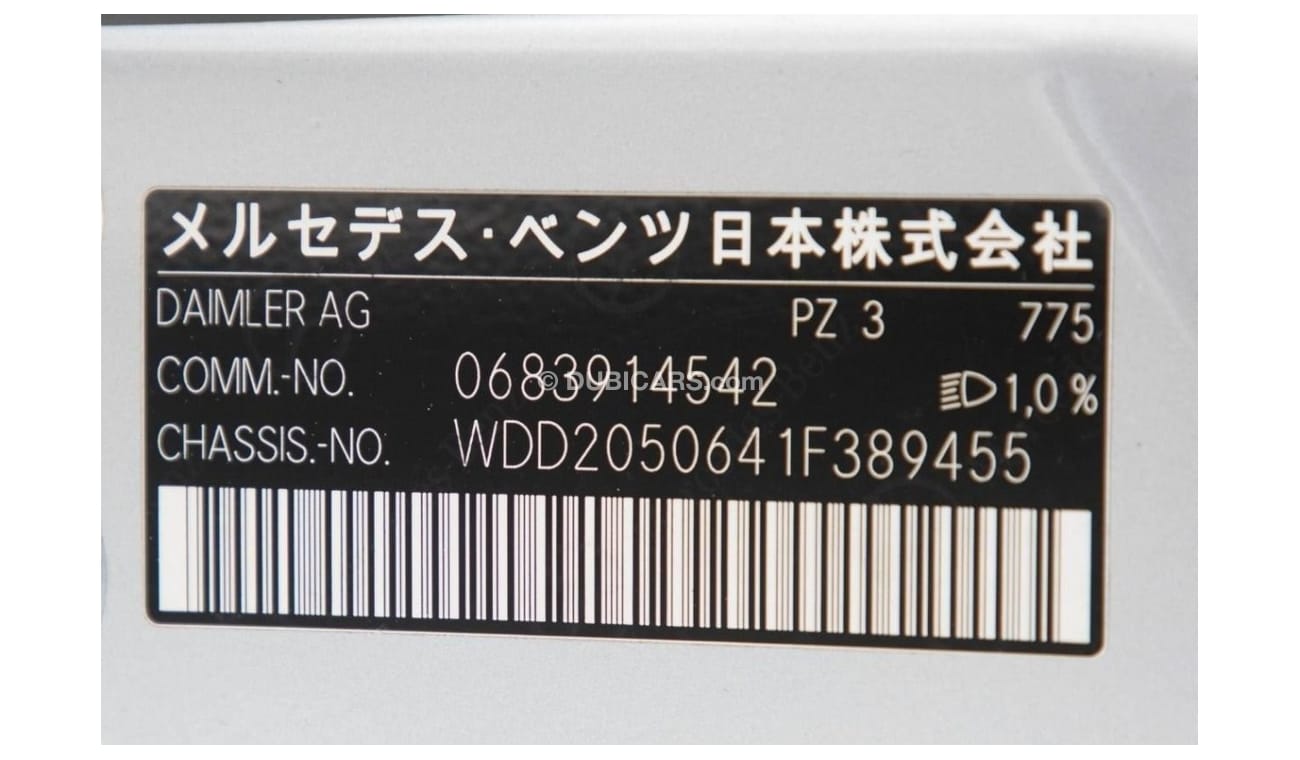 メルセデス・ベンツ日本株式会社
DAIMLER AG PZ 3 775
COMM.-NO. 0683914542 1,0 %
© DUBICARS.com
CHASSIS.-NO. WDD2050641F389455